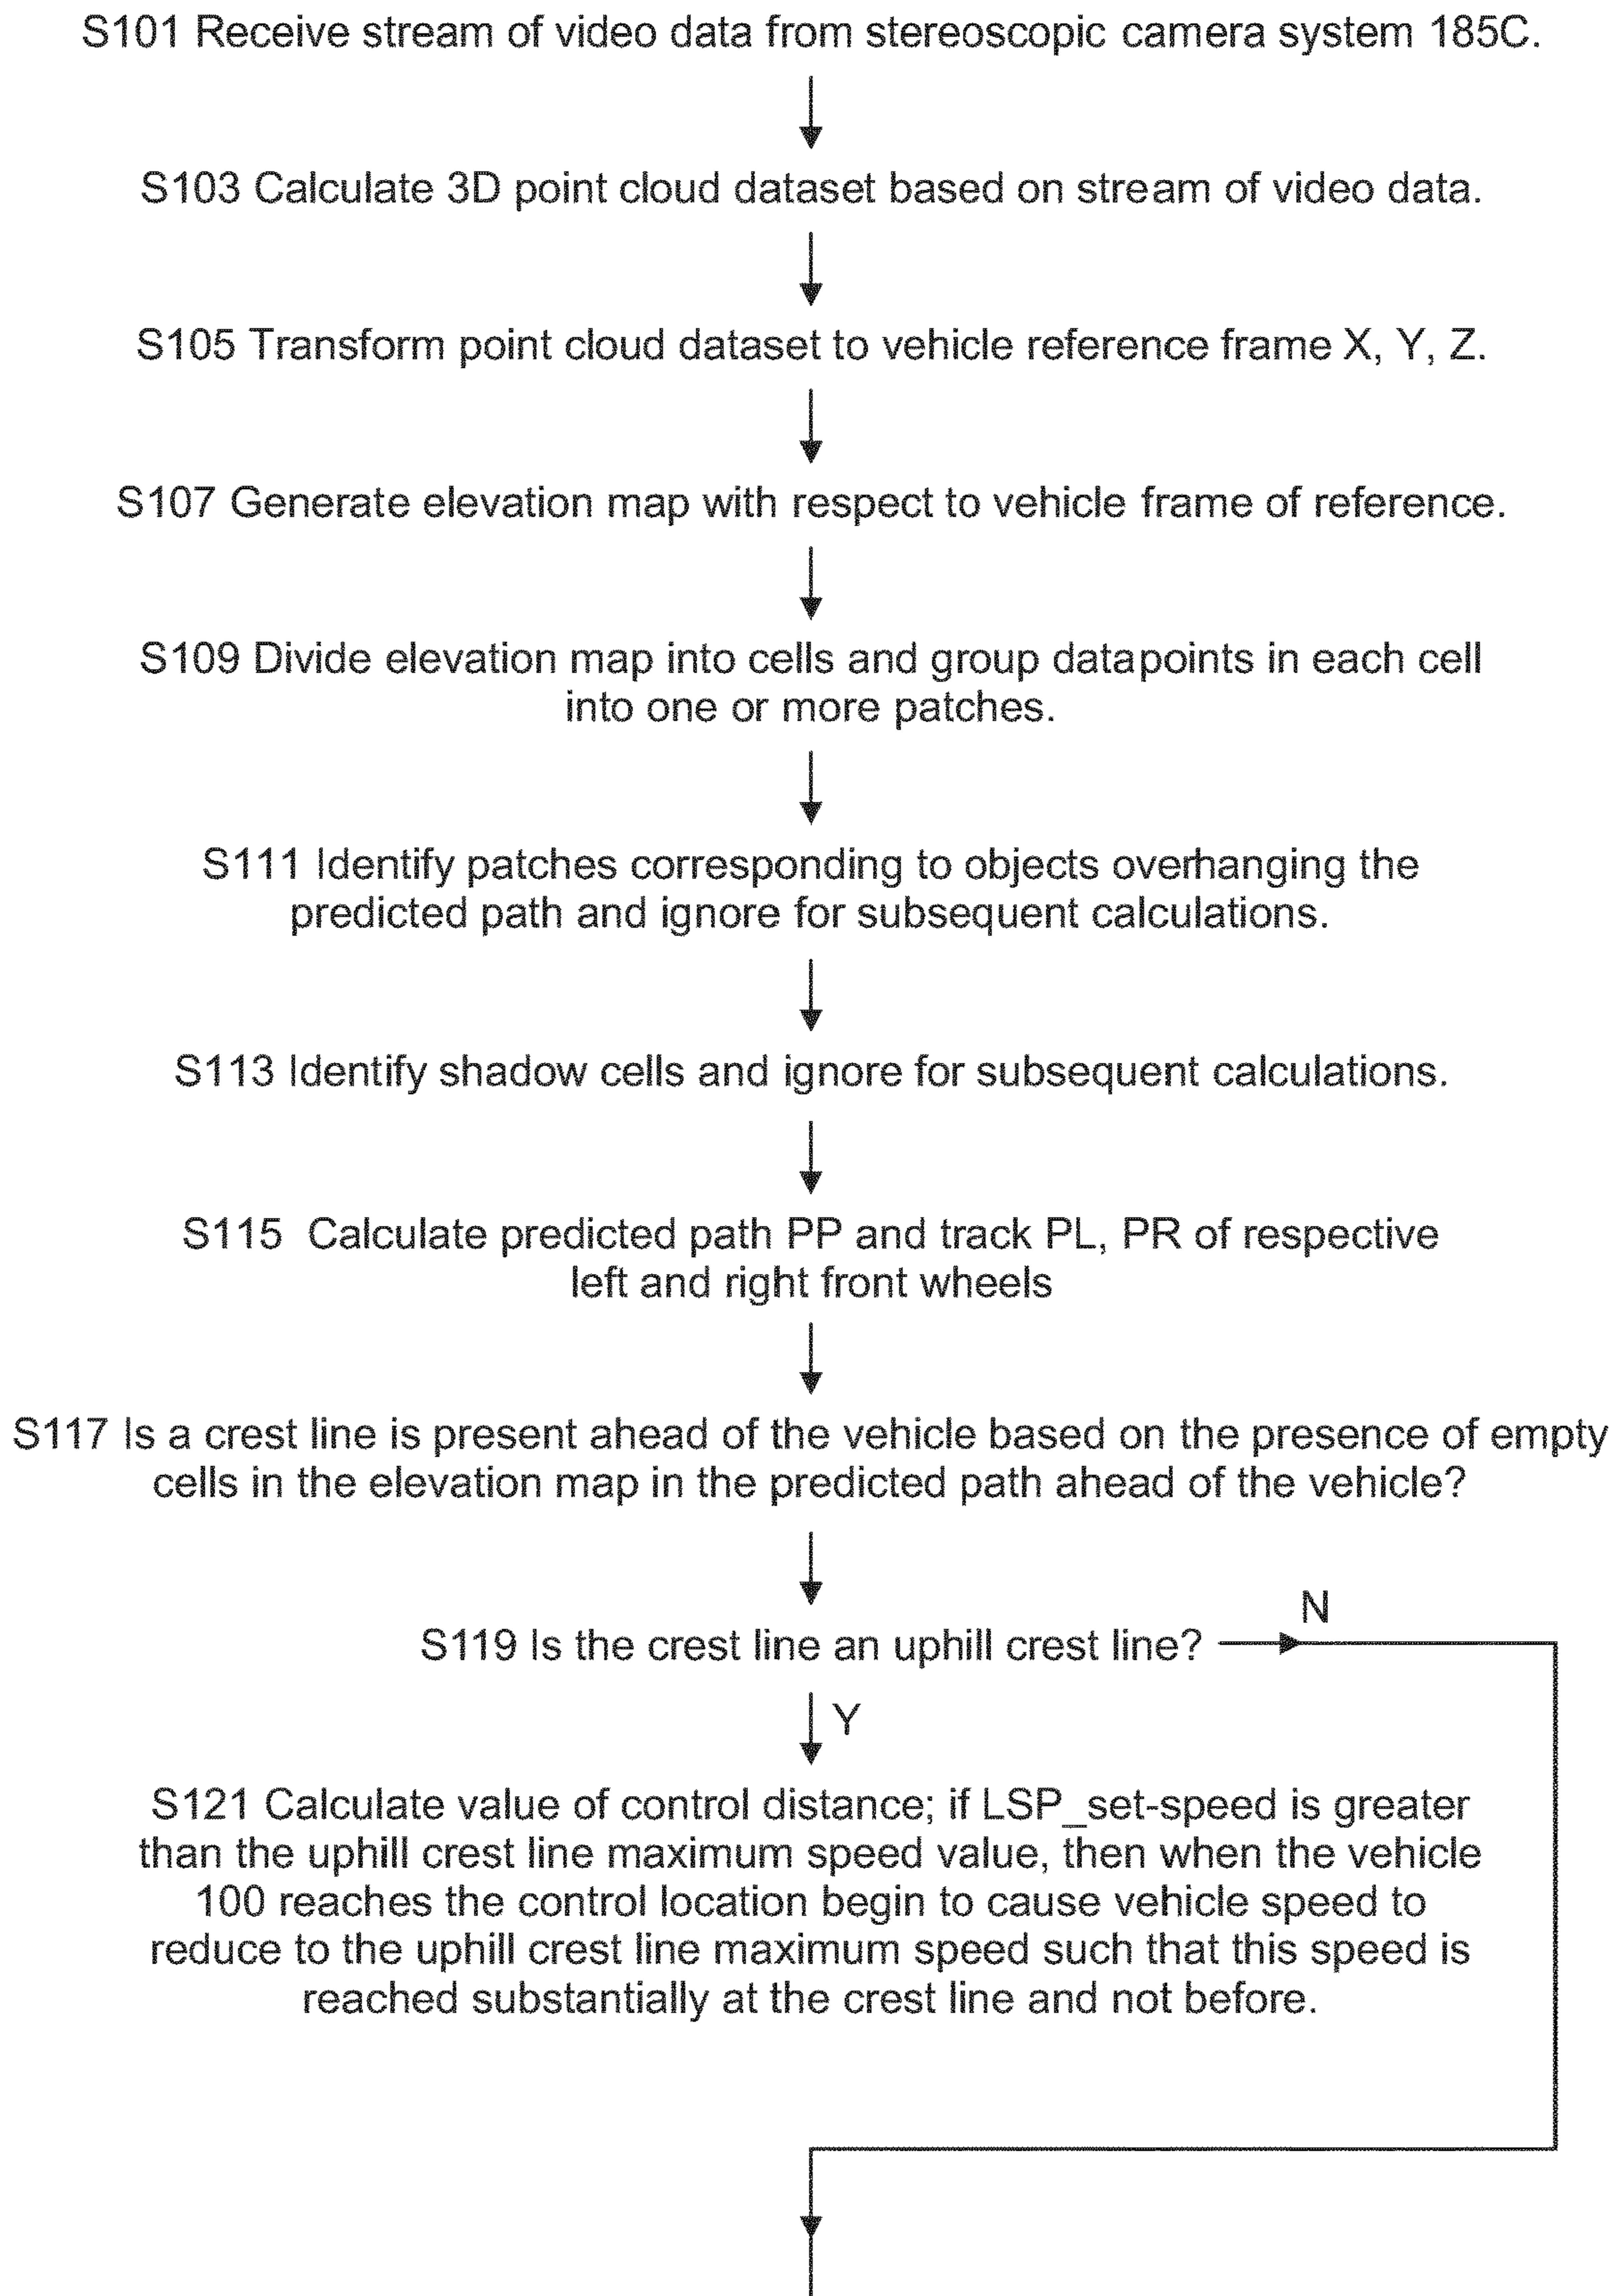 S101 Receive stream of video data from stereoscopic camera system 185C.
S103 Calculate 3D point cloud dataset based on stream of video data.
S105 Transform point cloud dataset to vehicle reference frame X, Y, Z.
S107 Generate elevation map with respect to vehicle frame of reference.
S109 Divide elevation map into cells and group datapoints in each cell
into one or more patches.
S111 Identify patches corresponding to objects overhanging the
predicted path and ignore for subsequent calculations.
S113 Identify shadow cells and ignore for subsequent calculations.
S115 Calculate predicted path PP and track PL, PR of respective
left and right front wheels
S117 Is a crest line is present ahead of the vehicle based on the presence of empty
cells in the elevation map in the predicted path ahead of the vehicle?
N
S119 Is the crest line an uphill crest line?
Y
S121 Calculate value of control distance; if LSP_set-speed is greater
than the uphill crest line maximum speed value, then when the vehicle
100 reaches the control location begin to cause vehicle speed to
reduce to the uphill crest line maximum speed such that this speed is
reached substantially at the crest line and not before.